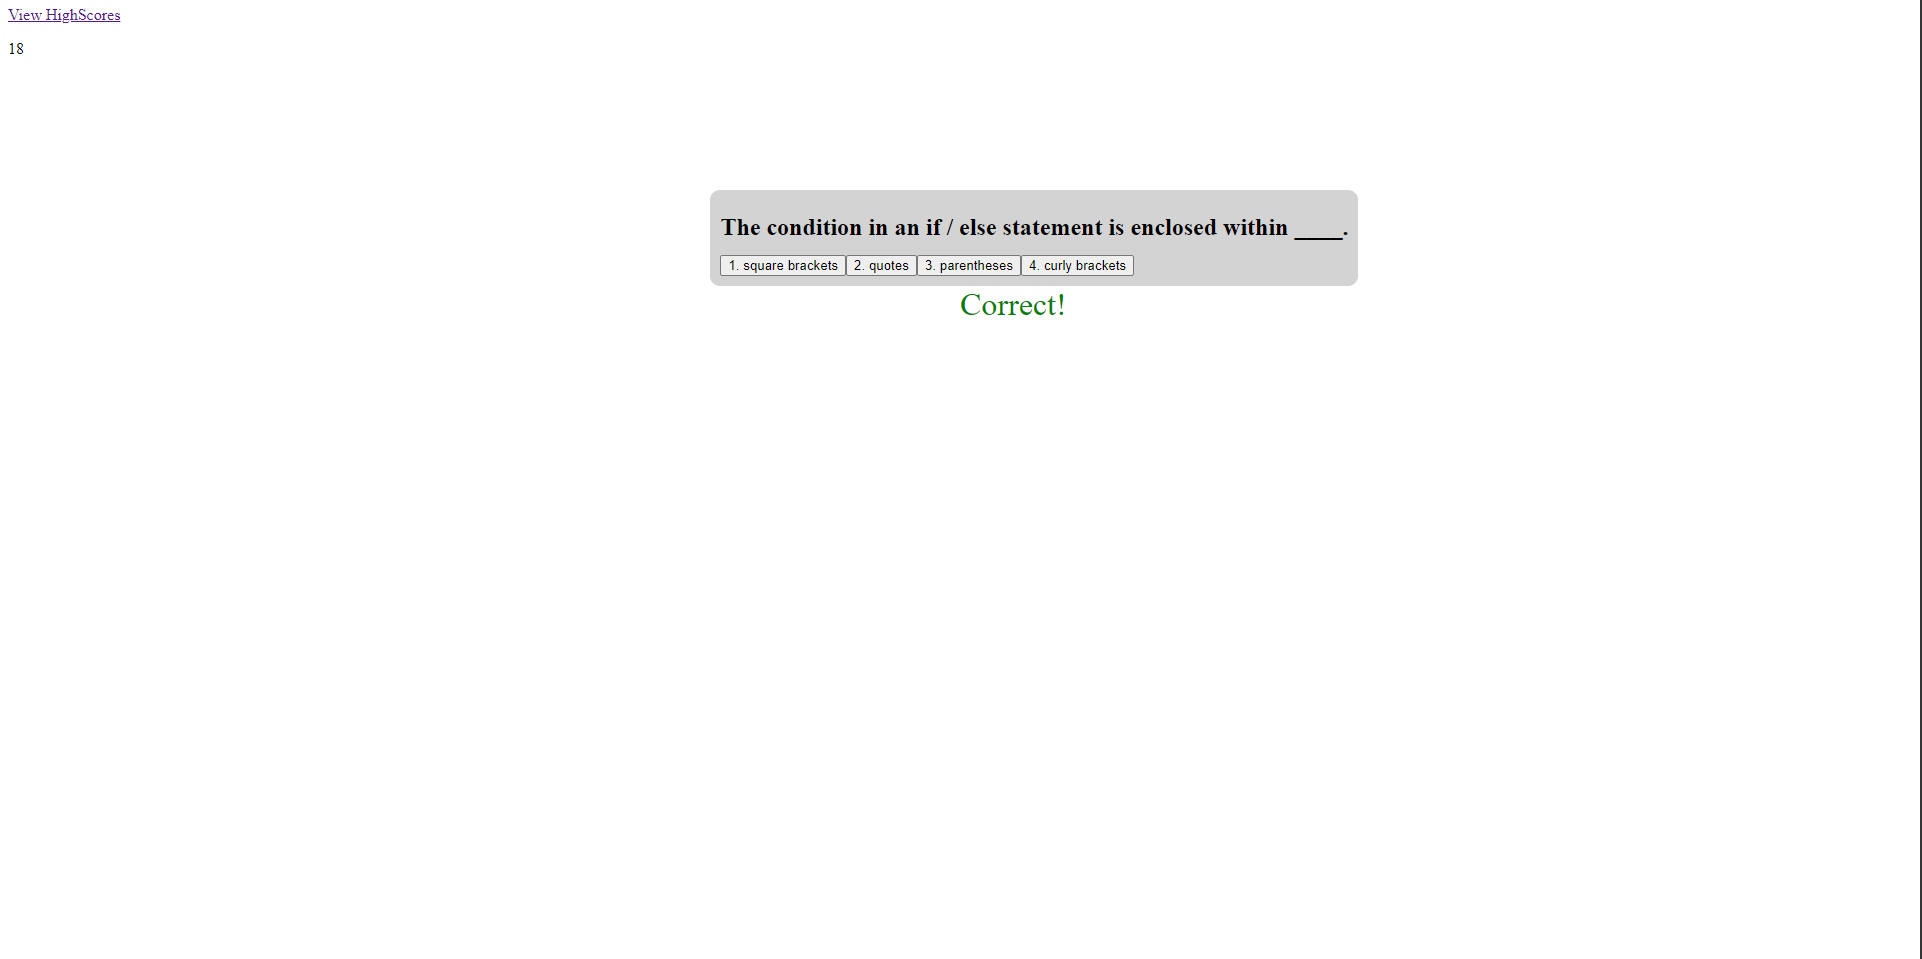 View HighScores
18
The condition in an if / else statement is enclosed within ____.
1. square brackets 2. quotes 3. parentheses 4. curly brackets
Correct!